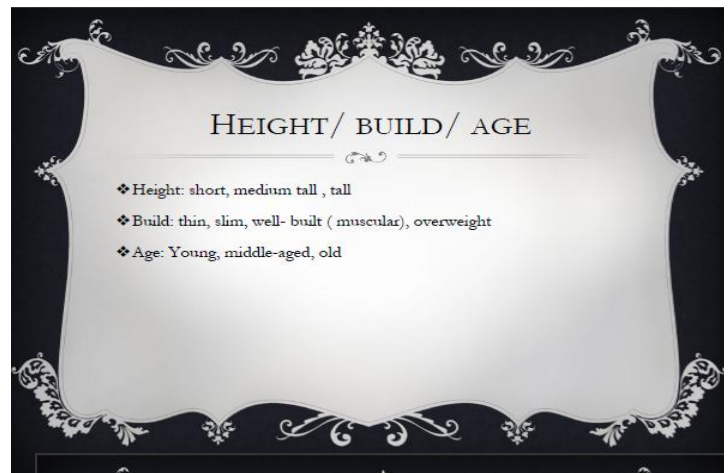 HEIGHT/ BUILD/ AGE
❖Height: short, medium tall , tall
❖Build: thin, slim, well- built ( muscular), overweight
❖Age: Young, middle-aged, old